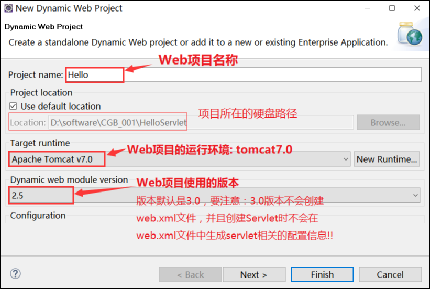 New Dynamic Web Project
Dynamic Web Project
Create a standalone Dynamic Web project or add it to a new or existing Enterprise Application.
Web项目名称
Project name: Hello
Project location
Use default location
项目所在的硬盘路径
Location: D:\software\CGB_001\HelloServlet Browse...
Target runtime
Web项目的运行环境: tomcat7.0
Apache Tomcat v7.0 New Runtime...
Dynamic web module version
Web项目使用的版本
2.5
版本默认是3.0，要注意：3.0版本不会创建
web.xml文件，并且创建Servlet时不会在
web.xml文件中生成servlet相关的配置信息!!
Configuration
< Back Next > Finish Cancel